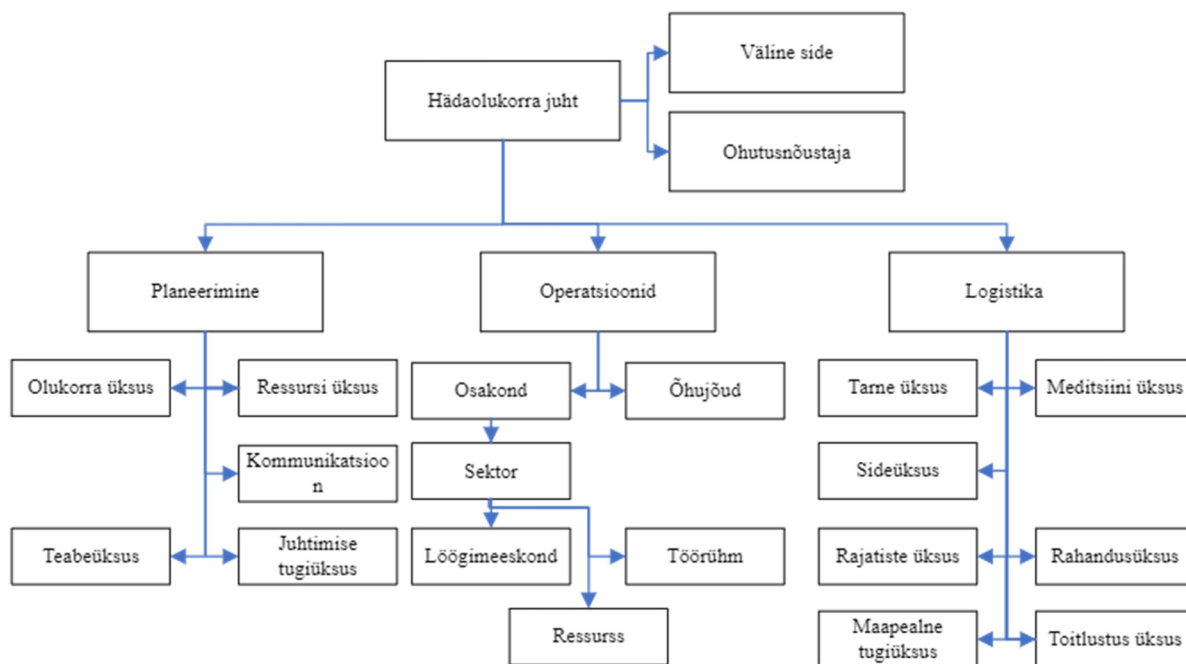 Väline side
Hädaolukorra juht
Ohutusnõustaja
Planeerimine
Operatsioonid
Logistika
Olukorra üksus
Ressursi üksus
Osakond
Õhujõud
Tarne üksus
Meditsiini üksus
Kommunikatsioo
n
Sektor
Sideüksus
Teabeüksus
Juhtimise
tugiüksus
Löögimeeskond
Töörühm
Rajatiste üksus
Rahandusüksus
Ressurss
Maapealne
tugiüksus
Toitlustus üksus